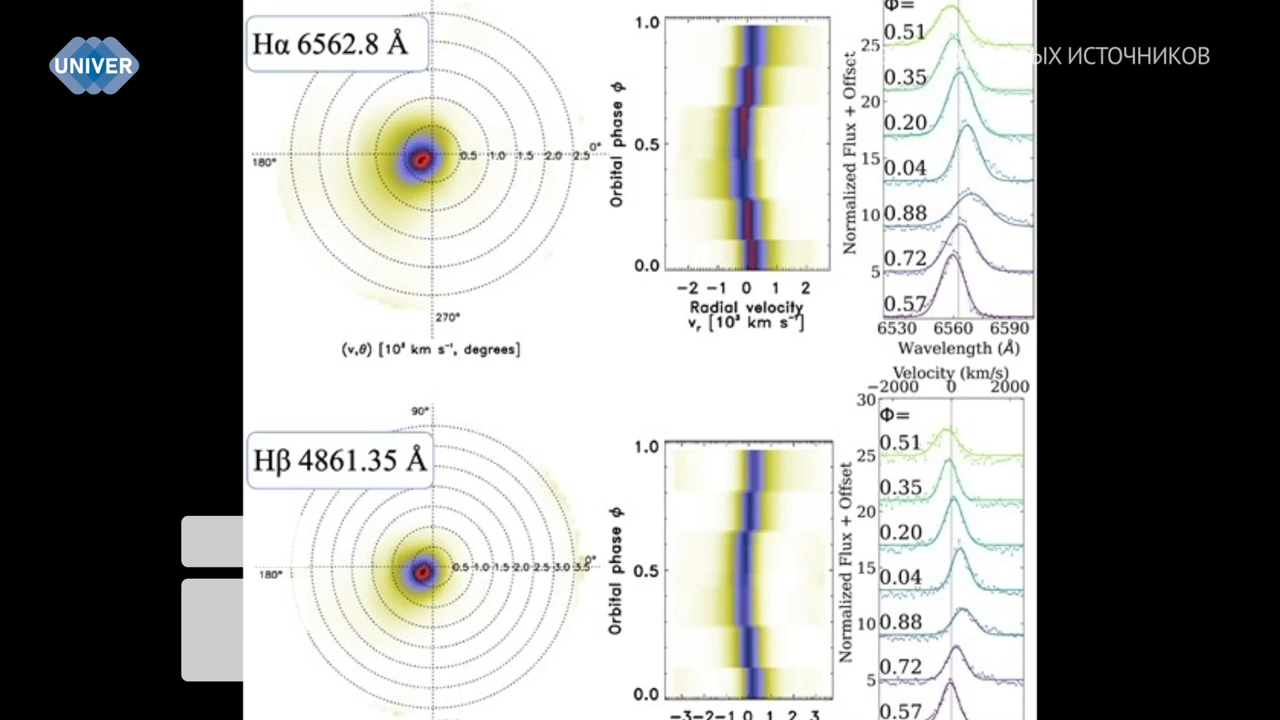 UNIVER
ЫХ ИСТОЧНИКОВ
Hα 6562.8 Å
0.5 1.0 1.5 2.0 2.5
0°
180°
270°
(v,θ) [10³ km s⁻¹, degrees]
Orbital phase ϕ
1.0
0.5
0.0
−2 −1 0 1 2
Radial velocity
vr [10³ km s⁻¹]
Normalized Flux + Offset
25
20
15
10
5
Φ=
0.51
0.35
0.20
0.04
0.88
0.72
0.57
6530 6560 6590
Wavelength (Å)
Hβ 4861.35 Å
90°
0.5 1.0 1.5 2.0 2.5 3.0 3.5
0°
180°
Orbital phase ϕ
1.0
0.5
0.0
−3−2−1 0 1 2 3
Velocity (km/s)
−2000 0 2000
Normalized Flux + Offset
30
25
20
15
10
5
Φ=
0.51
0.35
0.20
0.04
0.88
0.72
0.57